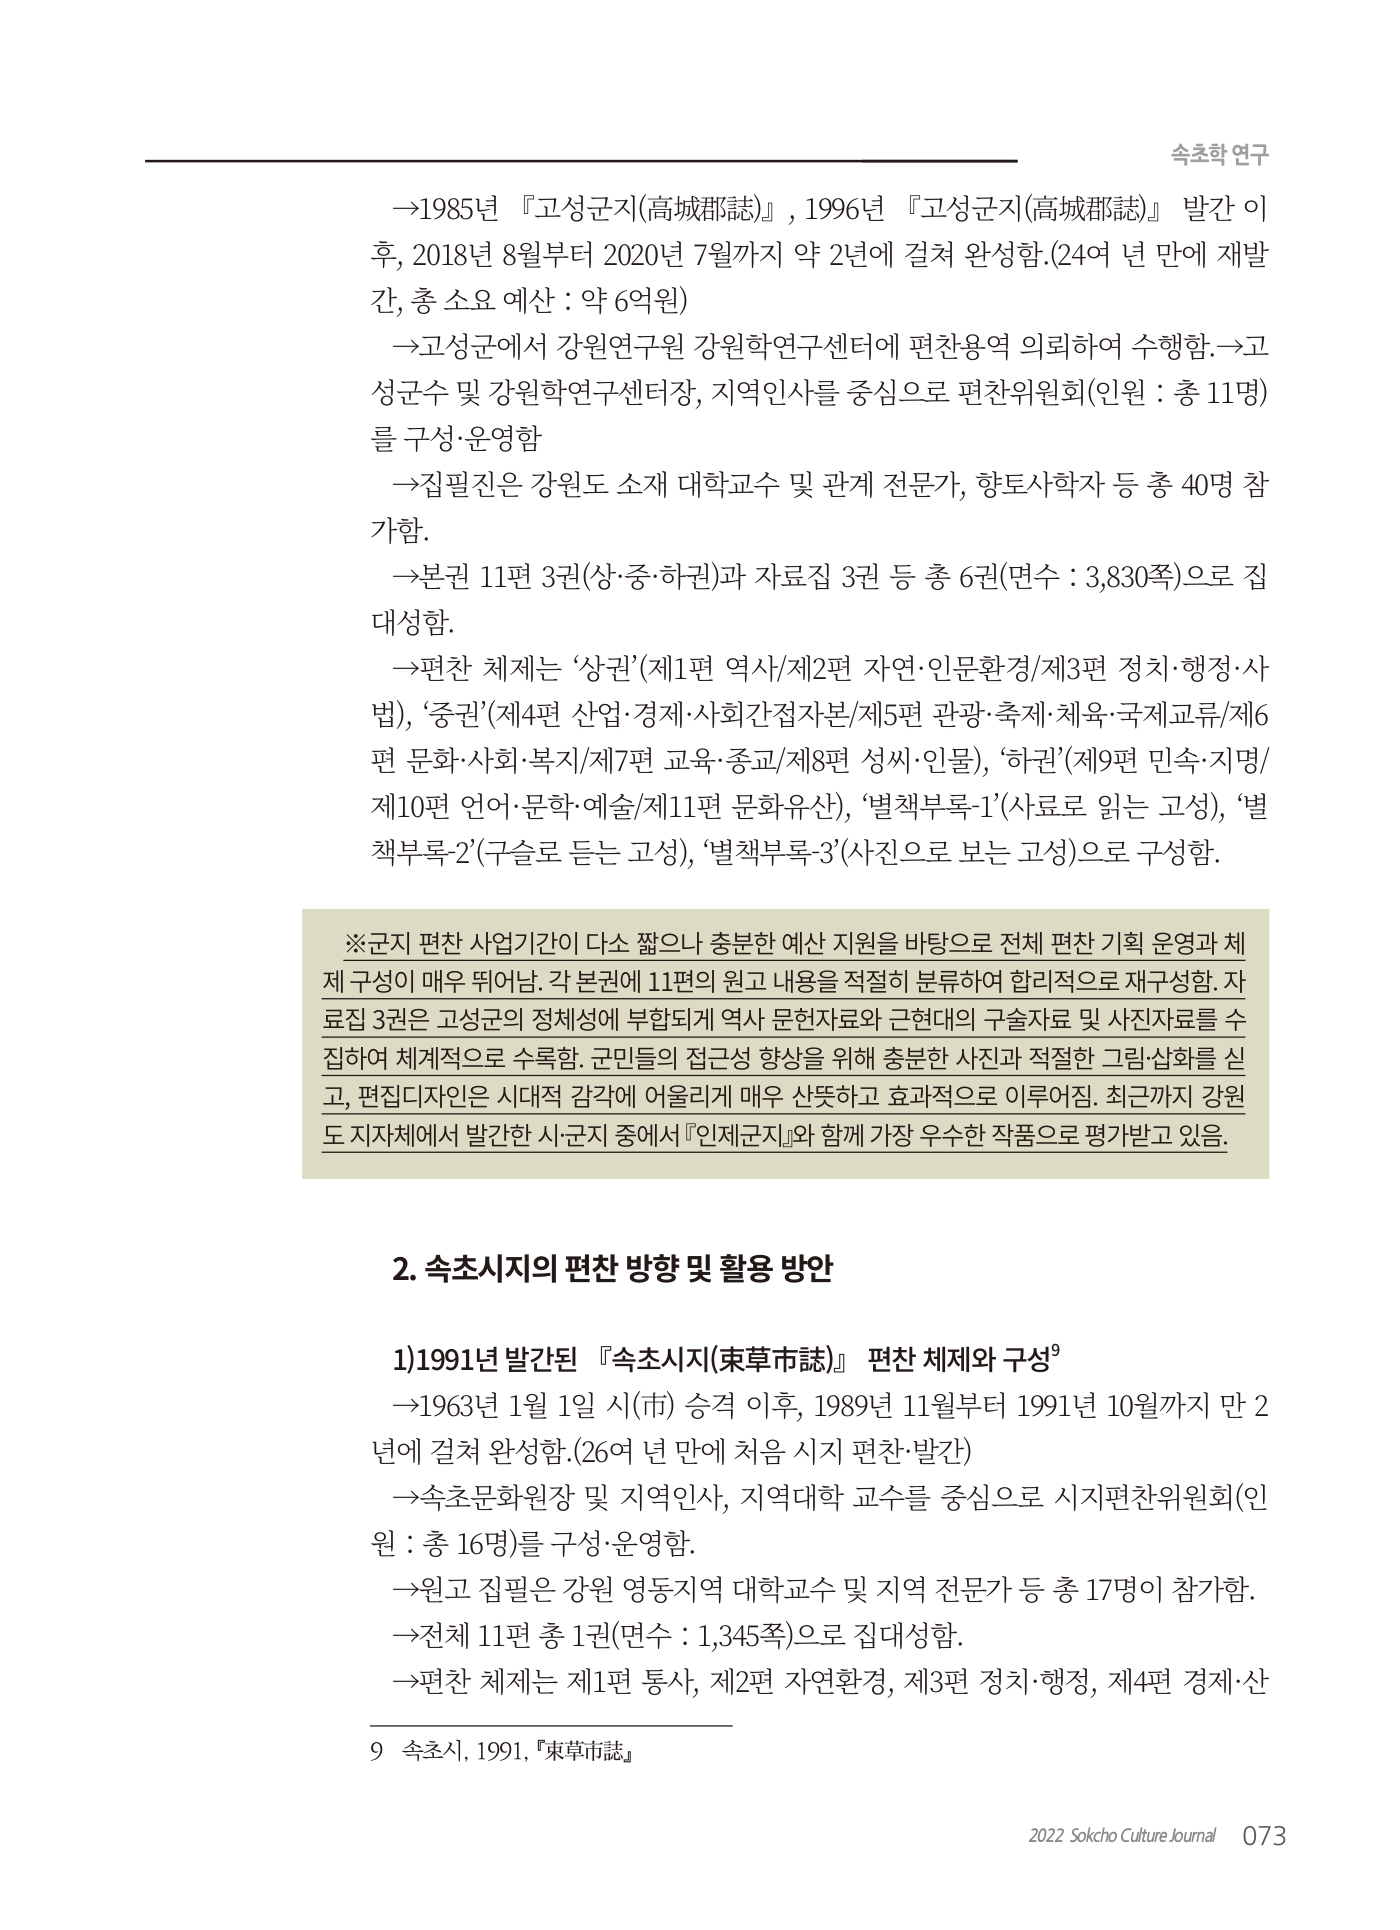 속초학 연구
→1985년 『고성군지(高城郡誌)』, 1996년 『고성군지(高城郡誌)』 발간 이
후, 2018년 8월부터 2020년 7월까지 약 2년에 걸쳐 완성함.(24여 년 만에 재발
간, 총 소요 예산 : 약 6억원)
→고성군에서 강원연구원 강원학연구센터에 편찬용역 의뢰하여 수행함.→고
성군수 및 강원학연구센터장, 지역인사를 중심으로 편찬위원회(인원 : 총 11명)
를 구성·운영함
→집필진은 강원도 소재 대학교수 및 관계 전문가, 향토사학자 등 총 40명 참
가함.
→본권 11편 3권(상·중·하권)과 자료집 3권 등 총 6권(면수 : 3,830쪽)으로 집
대성함.
→편찬 체제는 ‘상권’(제1편 역사/제2편 자연·인문환경/제3편 정치·행정·사
법), ‘중권’(제4편 산업·경제·사회간접자본/제5편 관광·축제·체육·국제교류/제6
편 문화·사회·복지/제7편 교육·종교/제8편 성씨·인물), ‘하권’(제9편 민속·지명/
제10편 언어·문학·예술/제11편 문화유산), ‘별책부록-1’(사료로 읽는 고성), ‘별
책부록-2’(구슬로 듣는 고성), ‘별책부록-3’(사진으로 보는 고성)으로 구성함.
※군지 편찬 사업기간이 다소 짧으나 충분한 예산 지원을 바탕으로 전체 편찬 기획 운영과 체
제 구성이 매우 뛰어남. 각 본권에 11편의 원고 내용을 적절히 분류하여 합리적으로 재구성함. 자
료집 3권은 고성군의 정체성에 부합되게 역사 문헌자료와 근현대의 구술자료 및 사진자료를 수
집하여 체계적으로 수록함. 군민들의 접근성 향상을 위해 충분한 사진과 적절한 그림·삽화를 싣
고, 편집디자인은 시대적 감각에 어울리게 매우 산뜻하고 효과적으로 이루어짐. 최근까지 강원
도 지자체에서 발간한 시·군지 중에서 『인제군지』와 함께 가장 우수한 작품으로 평가받고 있음.
2. 속초시지의 편찬 방향 및 활용 방안
1)1991년 발간된 『속초시지(束草市誌)』 편찬 체제와 구성9
→1963년 1월 1일 시(市) 승격 이후, 1989년 11월부터 1991년 10월까지 만 2
년에 걸쳐 완성함.(26여 년 만에 처음 시지 편찬·발간)
→속초문화원장 및 지역인사, 지역대학 교수를 중심으로 시지편찬위원회(인
원 : 총 16명)를 구성·운영함.
→원고 집필은 강원 영동지역 대학교수 및 지역 전문가 등 총 17명이 참가함.
→전체 11편 총 1권(면수 : 1,345쪽)으로 집대성함.
→편찬 체제는 제1편 통사, 제2편 자연환경, 제3편 정치·행정, 제4편 경제·산
9 속초시, 1991, 『束草市誌』
2022 Sokcho Culture Journal 073